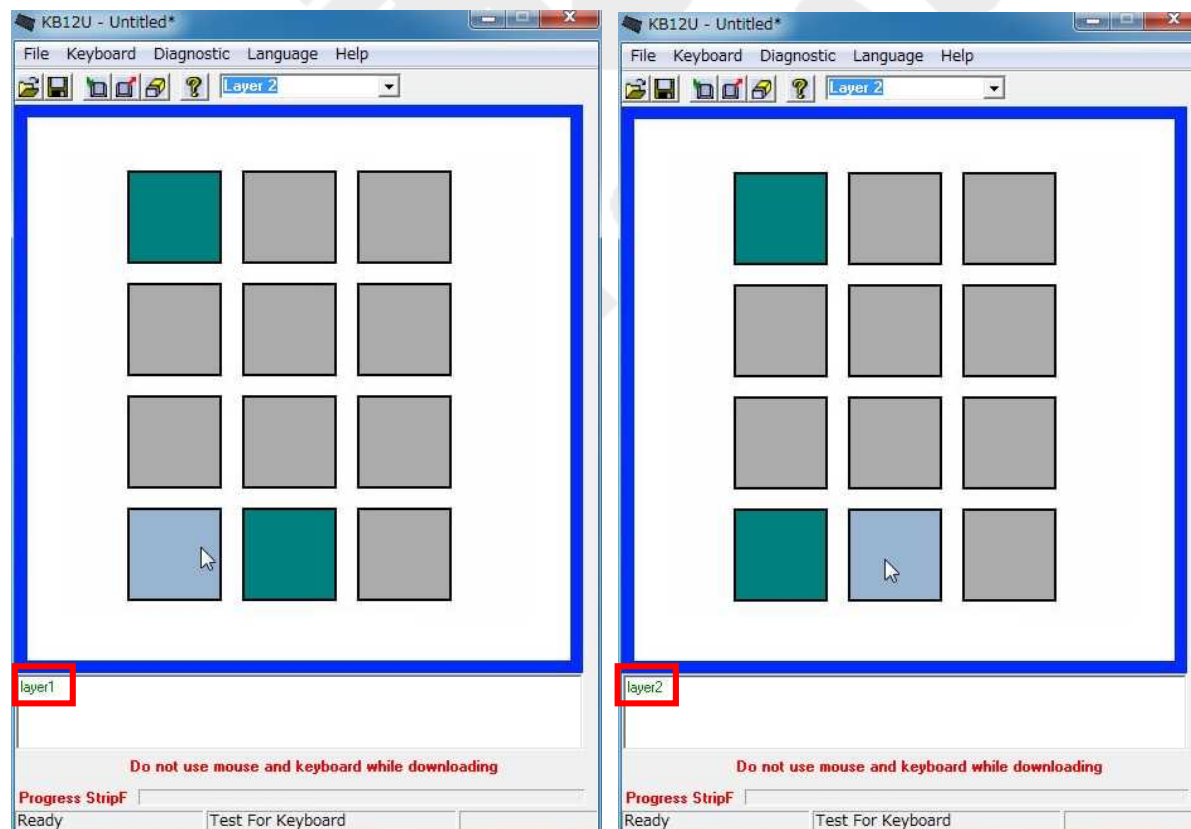 KB12U - Untitled*
File Keyboard Diagnostic Language Help
Layer 2
layer1
Do not use mouse and keyboard while downloading
Progress StripF
Ready Test For Keyboard
KB12U - Untitled*
File Keyboard Diagnostic Language Help
Layer 2
layer2
Do not use mouse and keyboard while downloading
Progress StripF
Ready Test For Keyboard